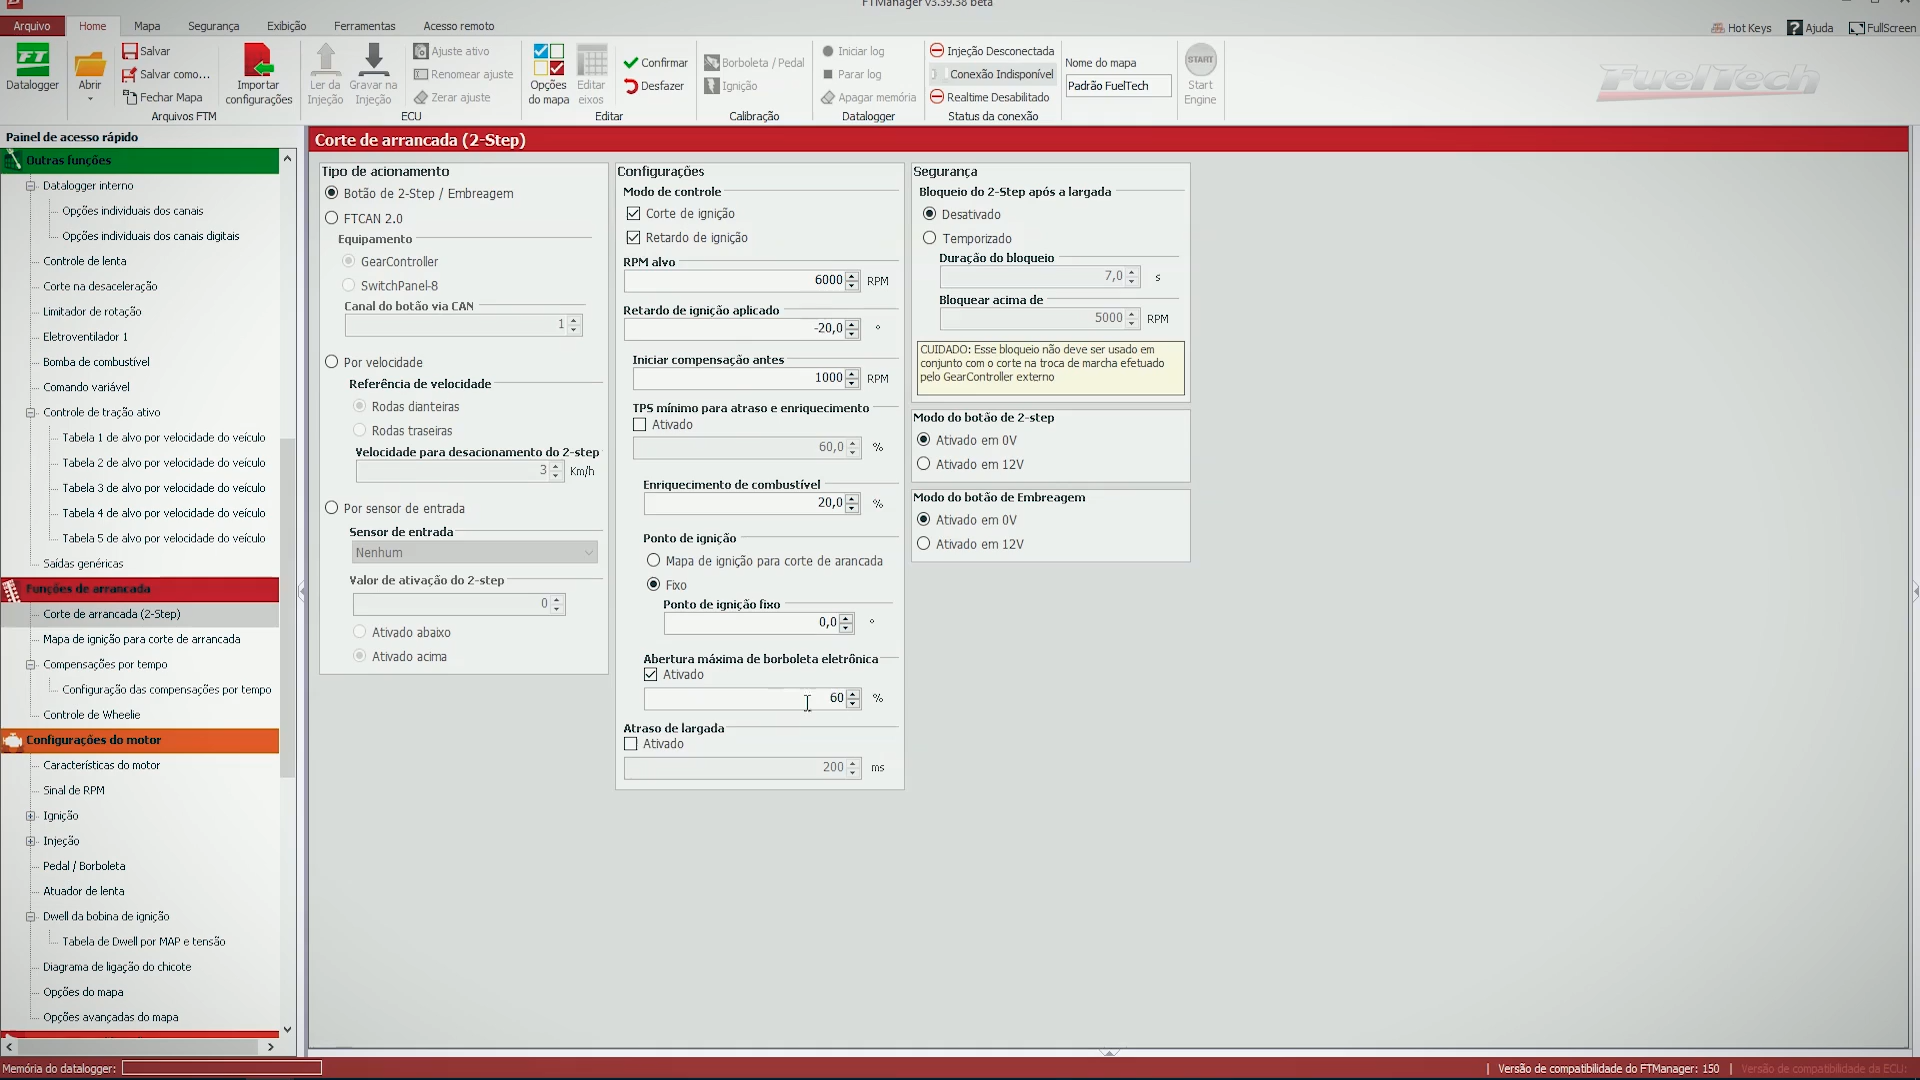 FTManager v3.39.38 beta
Arquivo
Home
Mapa
Segurança
Exibição
Ferramentas
Acesso remoto
Hot Keys
Ajuda
FullScreen
FT
Datalogger
Abrir
Salvar
Salvar como...
Fechar Mapa
Importar
configurações
Arquivos FTM
Ler da
Injeção
Gravar na
Injeção
Ajuste ativo
Renomear ajuste
Zerar ajuste
ECU
Opções
do mapa
Editar
eixos
Confirmar
Desfazer
Editar
Borboleta / Pedal
Ignição
Calibração
Iniciar log
Parar log
Apagar memória
Datalogger
Injeção Desconectada
Conexão Indisponível
Realtime Desabilitado
Status da conexão
Nome do mapa
Padrão FuelTech
START
Start
Engine
FuelTech
Painel de acesso rápido
Outras funções
Datalogger interno
Opções individuais dos canais
Opções individuais dos canais digitais
Controle de lenta
Corte na desaceleração
Limitador de rotação
Eletroventilador 1
Bomba de combustível
Comando variável
Controle de tração ativo
Tabela 1 de alvo por velocidade do veículo
Tabela 2 de alvo por velocidade do veículo
Tabela 3 de alvo por velocidade do veículo
Tabela 4 de alvo por velocidade do veículo
Tabela 5 de alvo por velocidade do veículo
Saídas genéricas
Funções de arrancada
Corte de arrancada (2-Step)
Mapa de ignição para corte de arrancada
Compensações por tempo
Configuração das compensações por tempo
Controle de Wheelie
Configurações do motor
Características do motor
Sinal de RPM
Ignição
Injeção
Pedal / Borboleta
Atuador de lenta
Dwell da bobina de ignição
Tabela de Dwell por MAP e tensão
Diagrama de ligação do chicote
Opções do mapa
Opções avançadas do mapa
Corte de arrancada (2-Step)
Tipo de acionamento
Botão de 2-Step / Embreagem
FTCAN 2.0
Equipamento
GearController
SwitchPanel-8
Canal do botão via CAN
1
Por velocidade
Referência de velocidade
Rodas dianteiras
Rodas traseiras
Velocidade para desacionamento do 2-step
3 Km/h
Por sensor de entrada
Sensor de entrada
Nenhum
Valor de ativação do 2-step
0
Ativado abaixo
Ativado acima
Configurações
Modo de controle
Corte de ignição
Retardo de ignição
RPM alvo
6000 RPM
Retardo de ignição aplicado
-20,0 °
Iniciar compensação antes
1000 RPM
TPS mínimo para atraso e enriquecimento
Ativado
60,0 %
Enriquecimento de combustível
20,0 %
Ponto de ignição
Mapa de ignição para corte de arancada
Fixo
Ponto de ignição fixo
0,0 °
Abertura máxima de borboleta eletrônica
Ativado
60 %
Atraso de largada
Ativado
200 ms
Segurança
Bloqueio do 2-Step após a largada
Desativado
Temporizado
Duração do bloqueio
7,0 s
Bloquear acima de
5000 RPM
CUIDADO: Esse bloqueio não deve ser usado em
conjunto com o corte na troca de marcha efetuado
pelo GearController externo
Modo do botão de 2-step
Ativado em 0V
Ativado em 12V
Modo do botão de Embreagem
Ativado em 0V
Ativado em 12V
Memória do datalogger:
Versão de compatibilidade do FTManager: 150
Versão de compatibilidade da ECU: